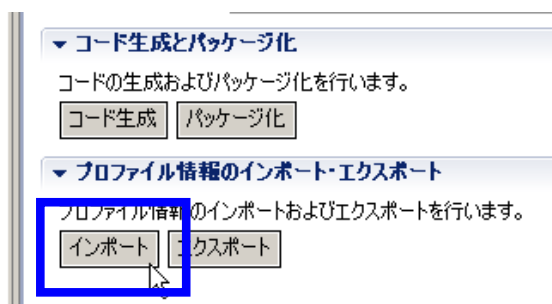 コード生成とパッケージ化
コードの生成およびパッケージ化を行います。
コード生成 パッケージ化
プロファイル情報のインポート・エクスポート
プロファイル情報のインポートおよびエクスポートを行います。
インポート エクスポート